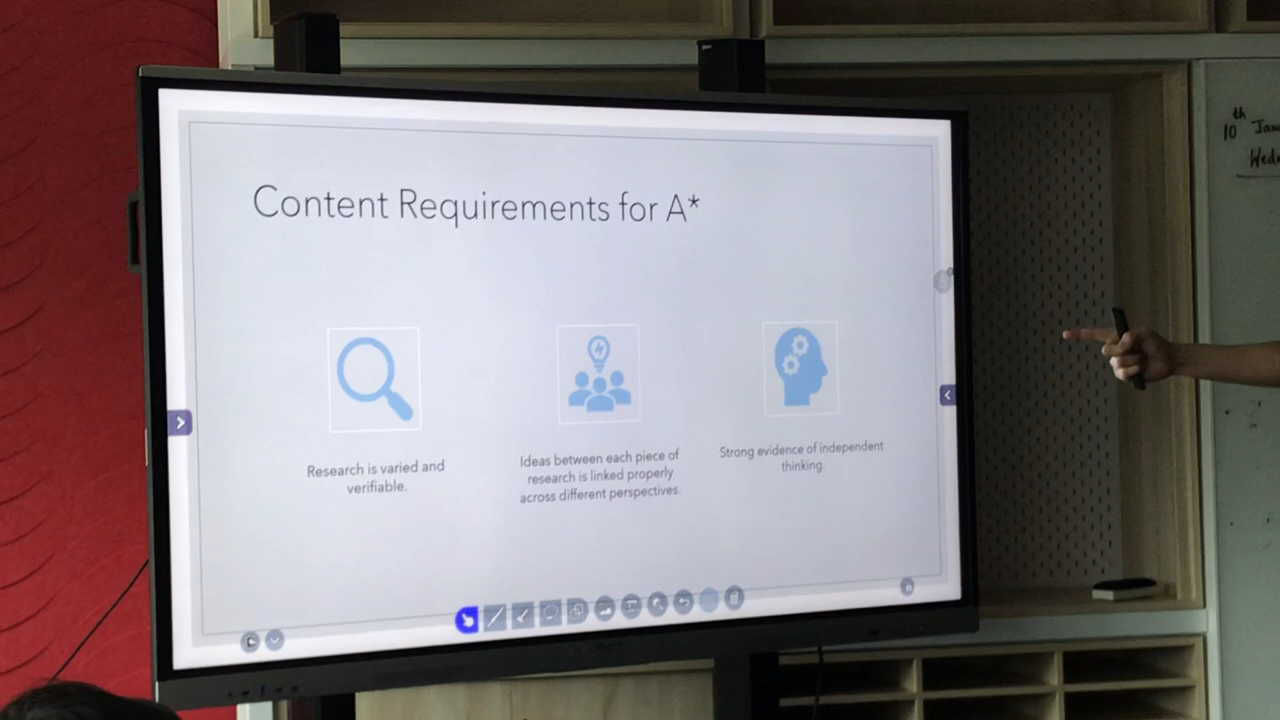 Content Requirements for A*
Research is varied and
verifiable.
Ideas between each piece of
research is linked properly
across different perspectives.
Strong evidence of independent
thinking.
10th